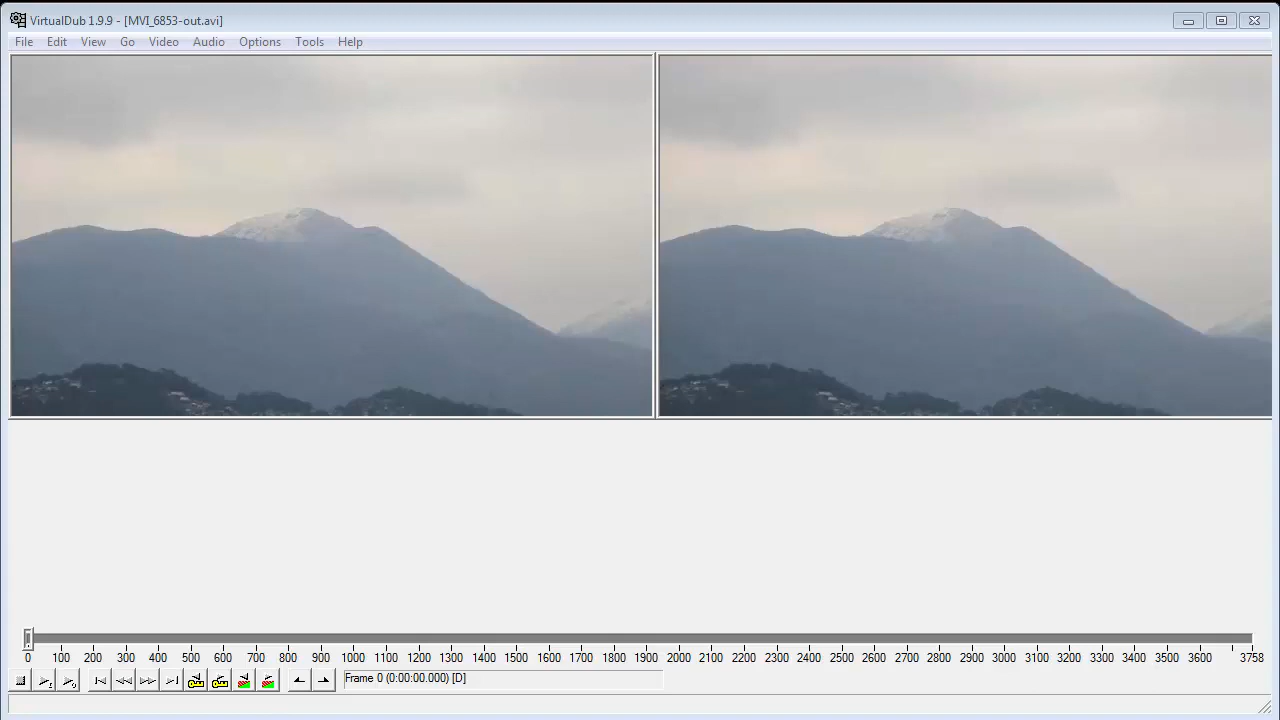 VirtualDub 1.9.9 - [MVI_6853-out.avi]
File Edit View Go Video Audio Options Tools Help
0 100 200 300 400 500 600 700 800 900 1000 1100 1200 1300 1400 1500 1600 1700 1800 1900 2000 2100 2200 2300 2400 2500 2600 2700 2800 2900 3000 3100 3200 3300 3400 3500 3600 3758
Frame 0 (0:00:00.000) [D]